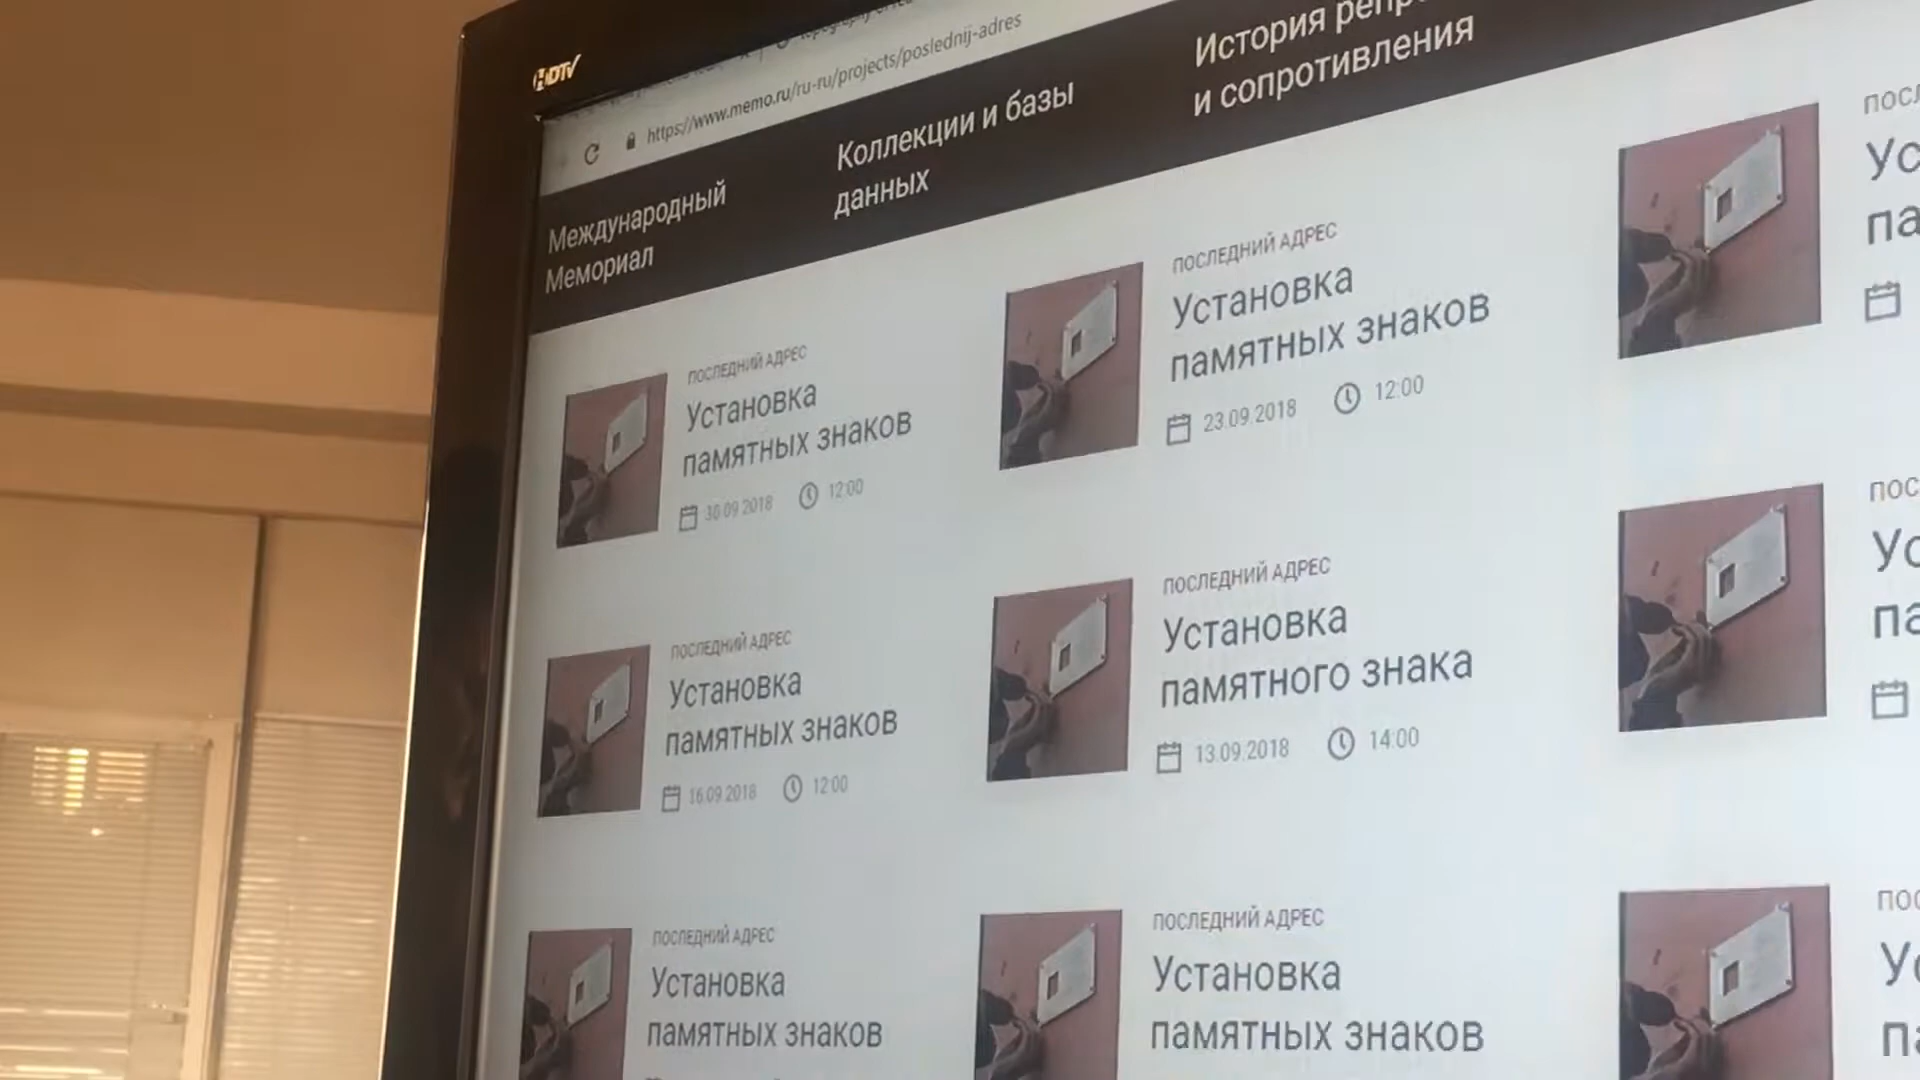 HDTV
https://www.memo.ru/ru-ru/projects/poslednij-adres
Международный
Мемориал
Коллекции и базы
данных
История
и сопротивления
ПОСЛЕДНИЙ АДРЕС
Установка
памятных знаков
30.09.2018 12:00
ПОСЛЕДНИЙ АДРЕС
Установка
памятных знаков
23.09.2018 12:00
ПОСЛЕДНИЙ АДРЕС
Установка
памятных знаков
16.09.2018 12:00
ПОСЛЕДНИЙ АДРЕС
Установка
памятного знака
13.09.2018 14:00
ПОСЛЕДНИЙ АДРЕС
Установка
памятных знаков
ПОСЛЕДНИЙ АДРЕС
Установка
памятных знаков